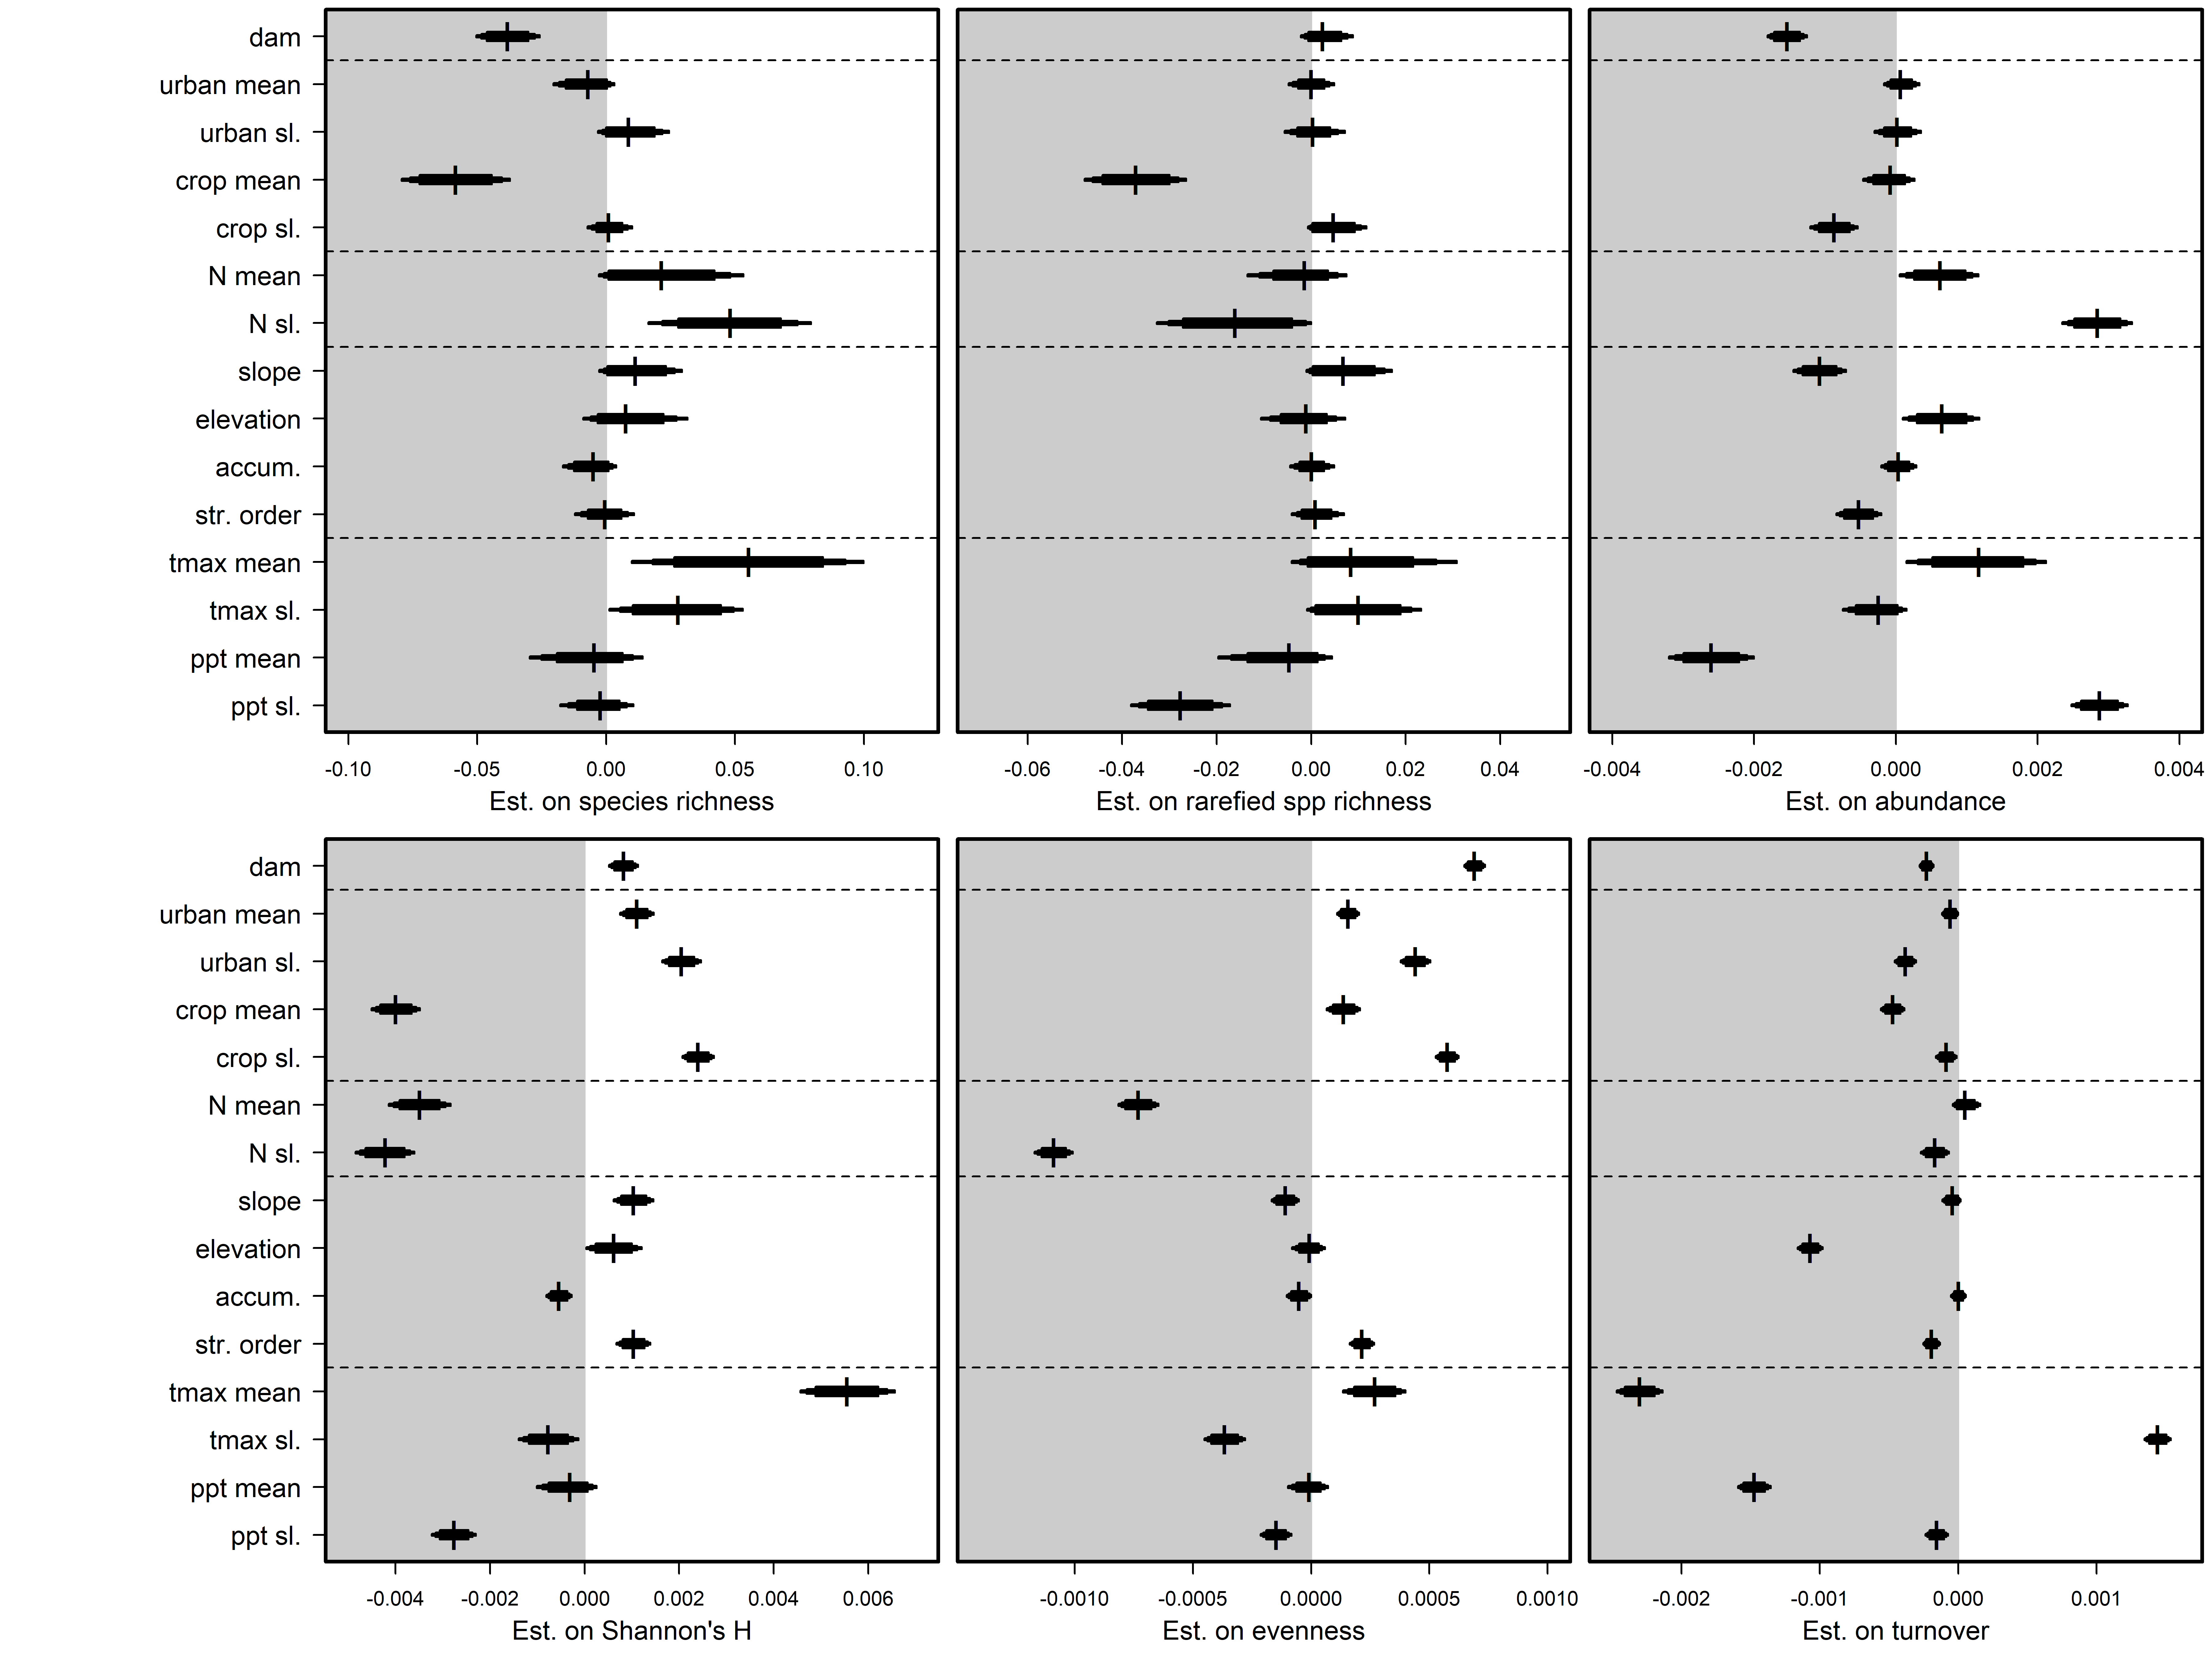 dam
urban mean
urban sl.
crop mean
crop sl.
N mean
N sl.
slope
elevation
accum.
str. order
tmax mean
tmax sl.
ppt mean
ppt sl.
-0.10 -0.05 0.00 0.05 0.10
Est. on species richness
-0.06 -0.04 -0.02 0.00 0.02 0.04
Est. on rarefied spp richness
-0.004 -0.002 0.000 0.002 0.004
Est. on abundance
dam
urban mean
urban sl.
crop mean
crop sl.
N mean
N sl.
slope
elevation
accum.
str. order
tmax mean
tmax sl.
ppt mean
ppt sl.
-0.004 -0.002 0.000 0.002 0.004 0.006
Est. on Shannon's H
-0.0010 -0.0005 0.0000 0.0005 0.0010
Est. on evenness
-0.002 -0.001 0.000 0.001
Est. on turnover